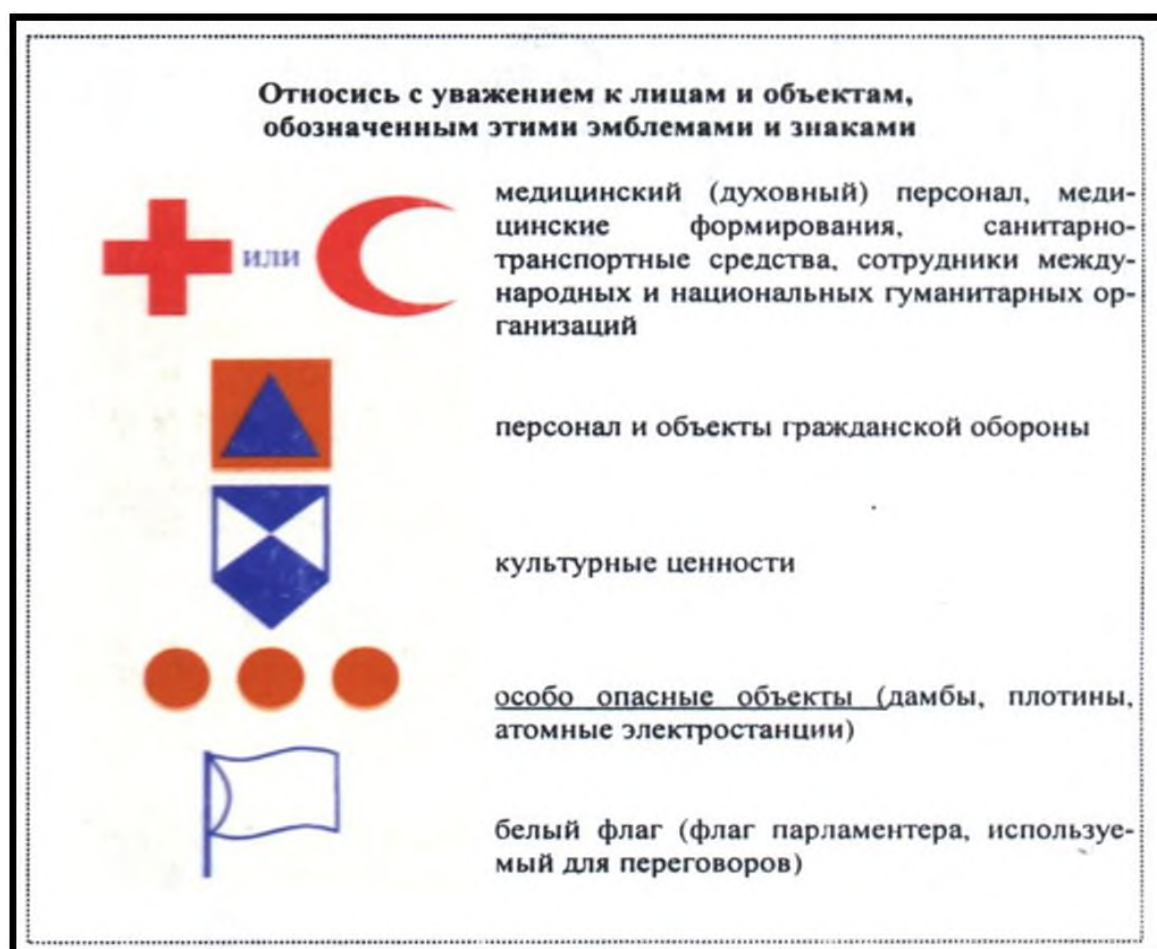 Относись с уважением к лицам и объектам,
обозначенным этими эмблемами и знаками
или
медицинский (духовный) персонал, меди-
цинские формирования, санитарно-
транспортные средства, сотрудники между-
народных и национальных гуманитарных ор-
ганизаций
персонал и объекты гражданской обороны
культурные ценности
особо опасные объекты (дамбы, плотины,
атомные электростанции)
белый флаг (флаг парламентера, используе-
мый для переговоров)